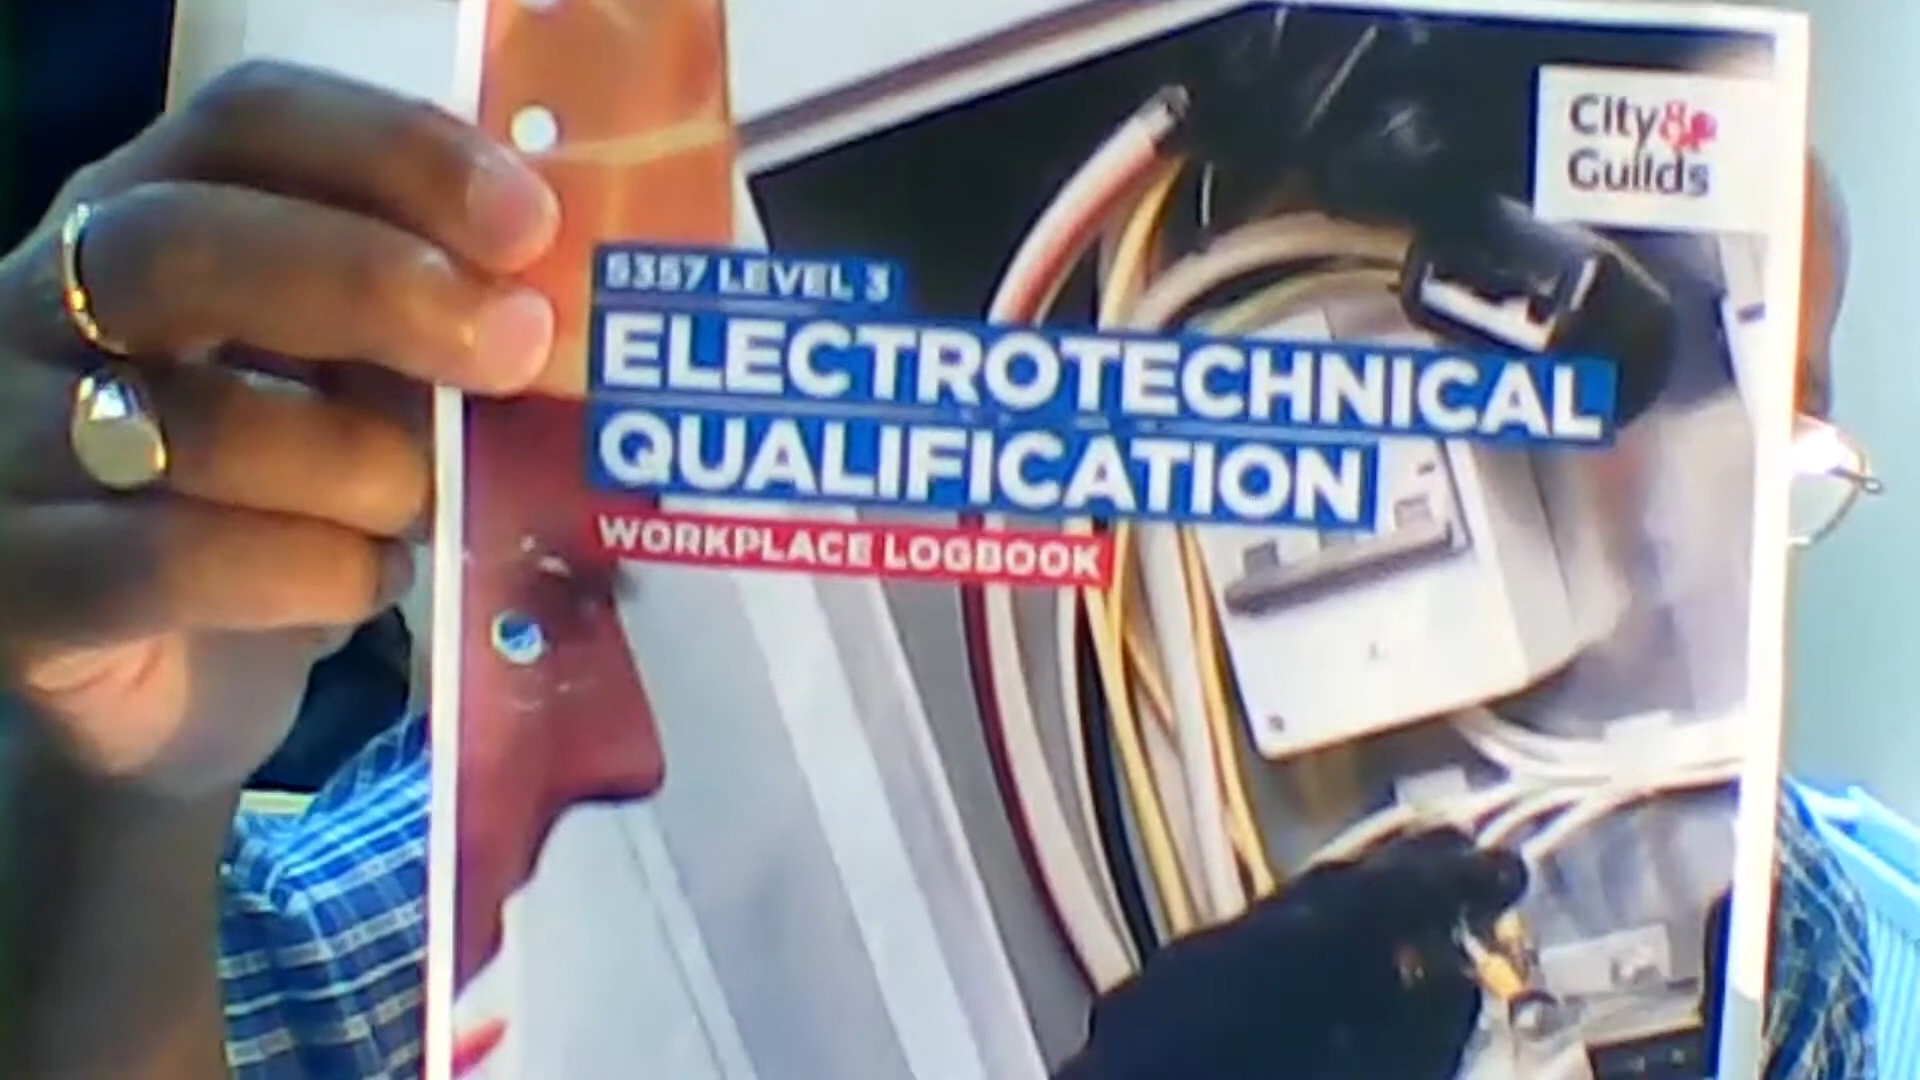 City&
Guilds
5357 LEVEL 3
ELECTROTECHNICAL
QUALIFICATION
WORKPLACE LOGBOOK